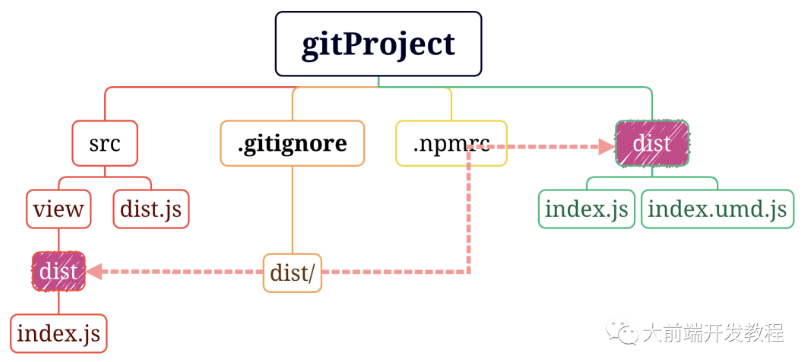 gitProject
src
.gitignore
.npmrc
dist
view
dist.js
index.js
index.umd.js
dist
dist/
index.js
大前端开发教程